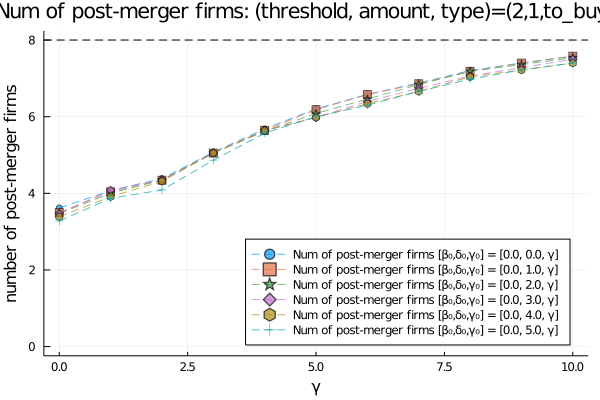 Num of post-merger firms: (threshold, amount, type)=(2,1,to_buy
number of post-merger firms
8
6
4
2
0
Num of post-merger firms [β₀,δ₀,γ₀] = [0.0, 0.0, γ]
Num of post-merger firms [β₀,δ₀,γ₀] = [0.0, 1.0, γ]
Num of post-merger firms [β₀,δ₀,γ₀] = [0.0, 2.0, γ]
Num of post-merger firms [β₀,δ₀,γ₀] = [0.0, 3.0, γ]
Num of post-merger firms [β₀,δ₀,γ₀] = [0.0, 4.0, γ]
Num of post-merger firms [β₀,δ₀,γ₀] = [0.0, 5.0, γ]
0.0 2.5 5.0 7.5 10.0
γ